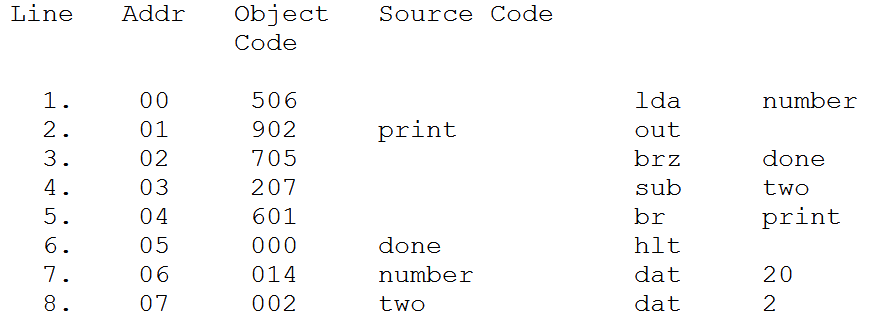 Line Addr Object Source Code
Code
1. 00 506 lda number
2. 01 902 print out
3. 02 705 brz done
4. 03 207 sub two
5. 04 601 br print
6. 05 000 done hlt
7. 06 014 number dat 20
8. 07 002 two dat 2